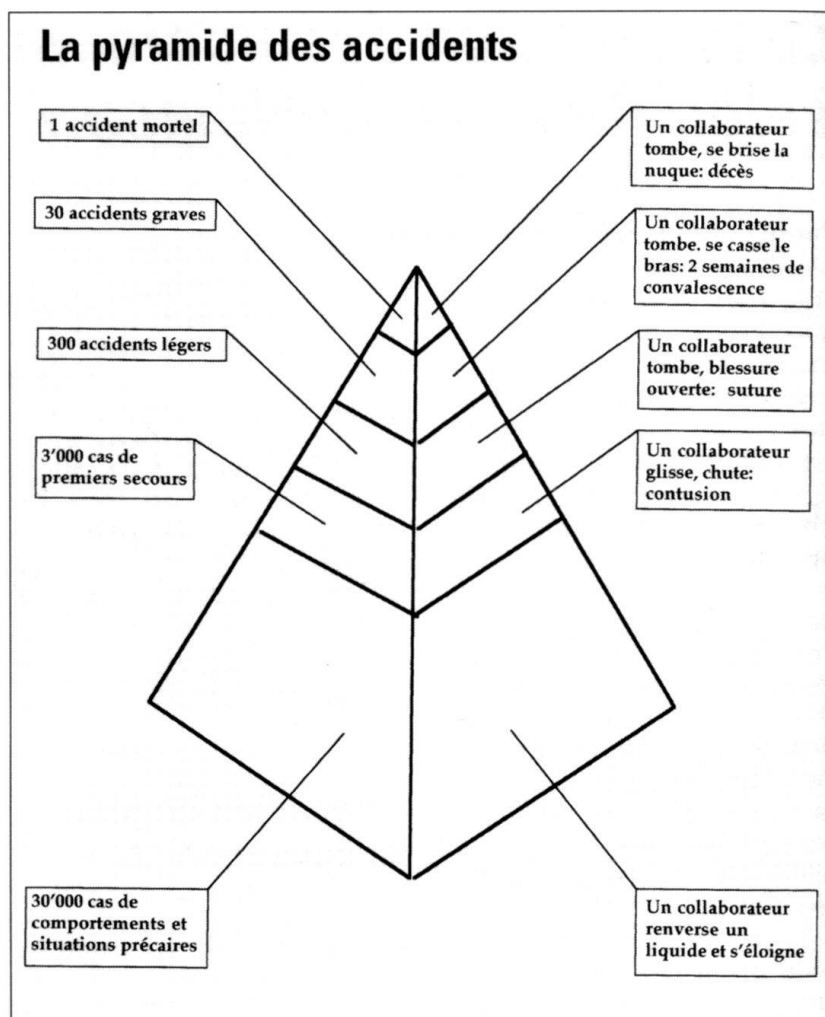 La pyramide des accidents
1 accident mortel
30 accidents graves
300 accidents légers
3'000 cas de
premiers secours
30'000 cas de
comportements et
situations précaires
Un collaborateur
tombe, se brise la
nuque: décès
Un collaborateur
tombe. se casse le
bras: 2 semaines de
convalescence
Un collaborateur
tombe, blessure
ouverte: suture
Un collaborateur
glisse, chute:
contusion
Un collaborateur
renverse un
liquide et s'éloigne